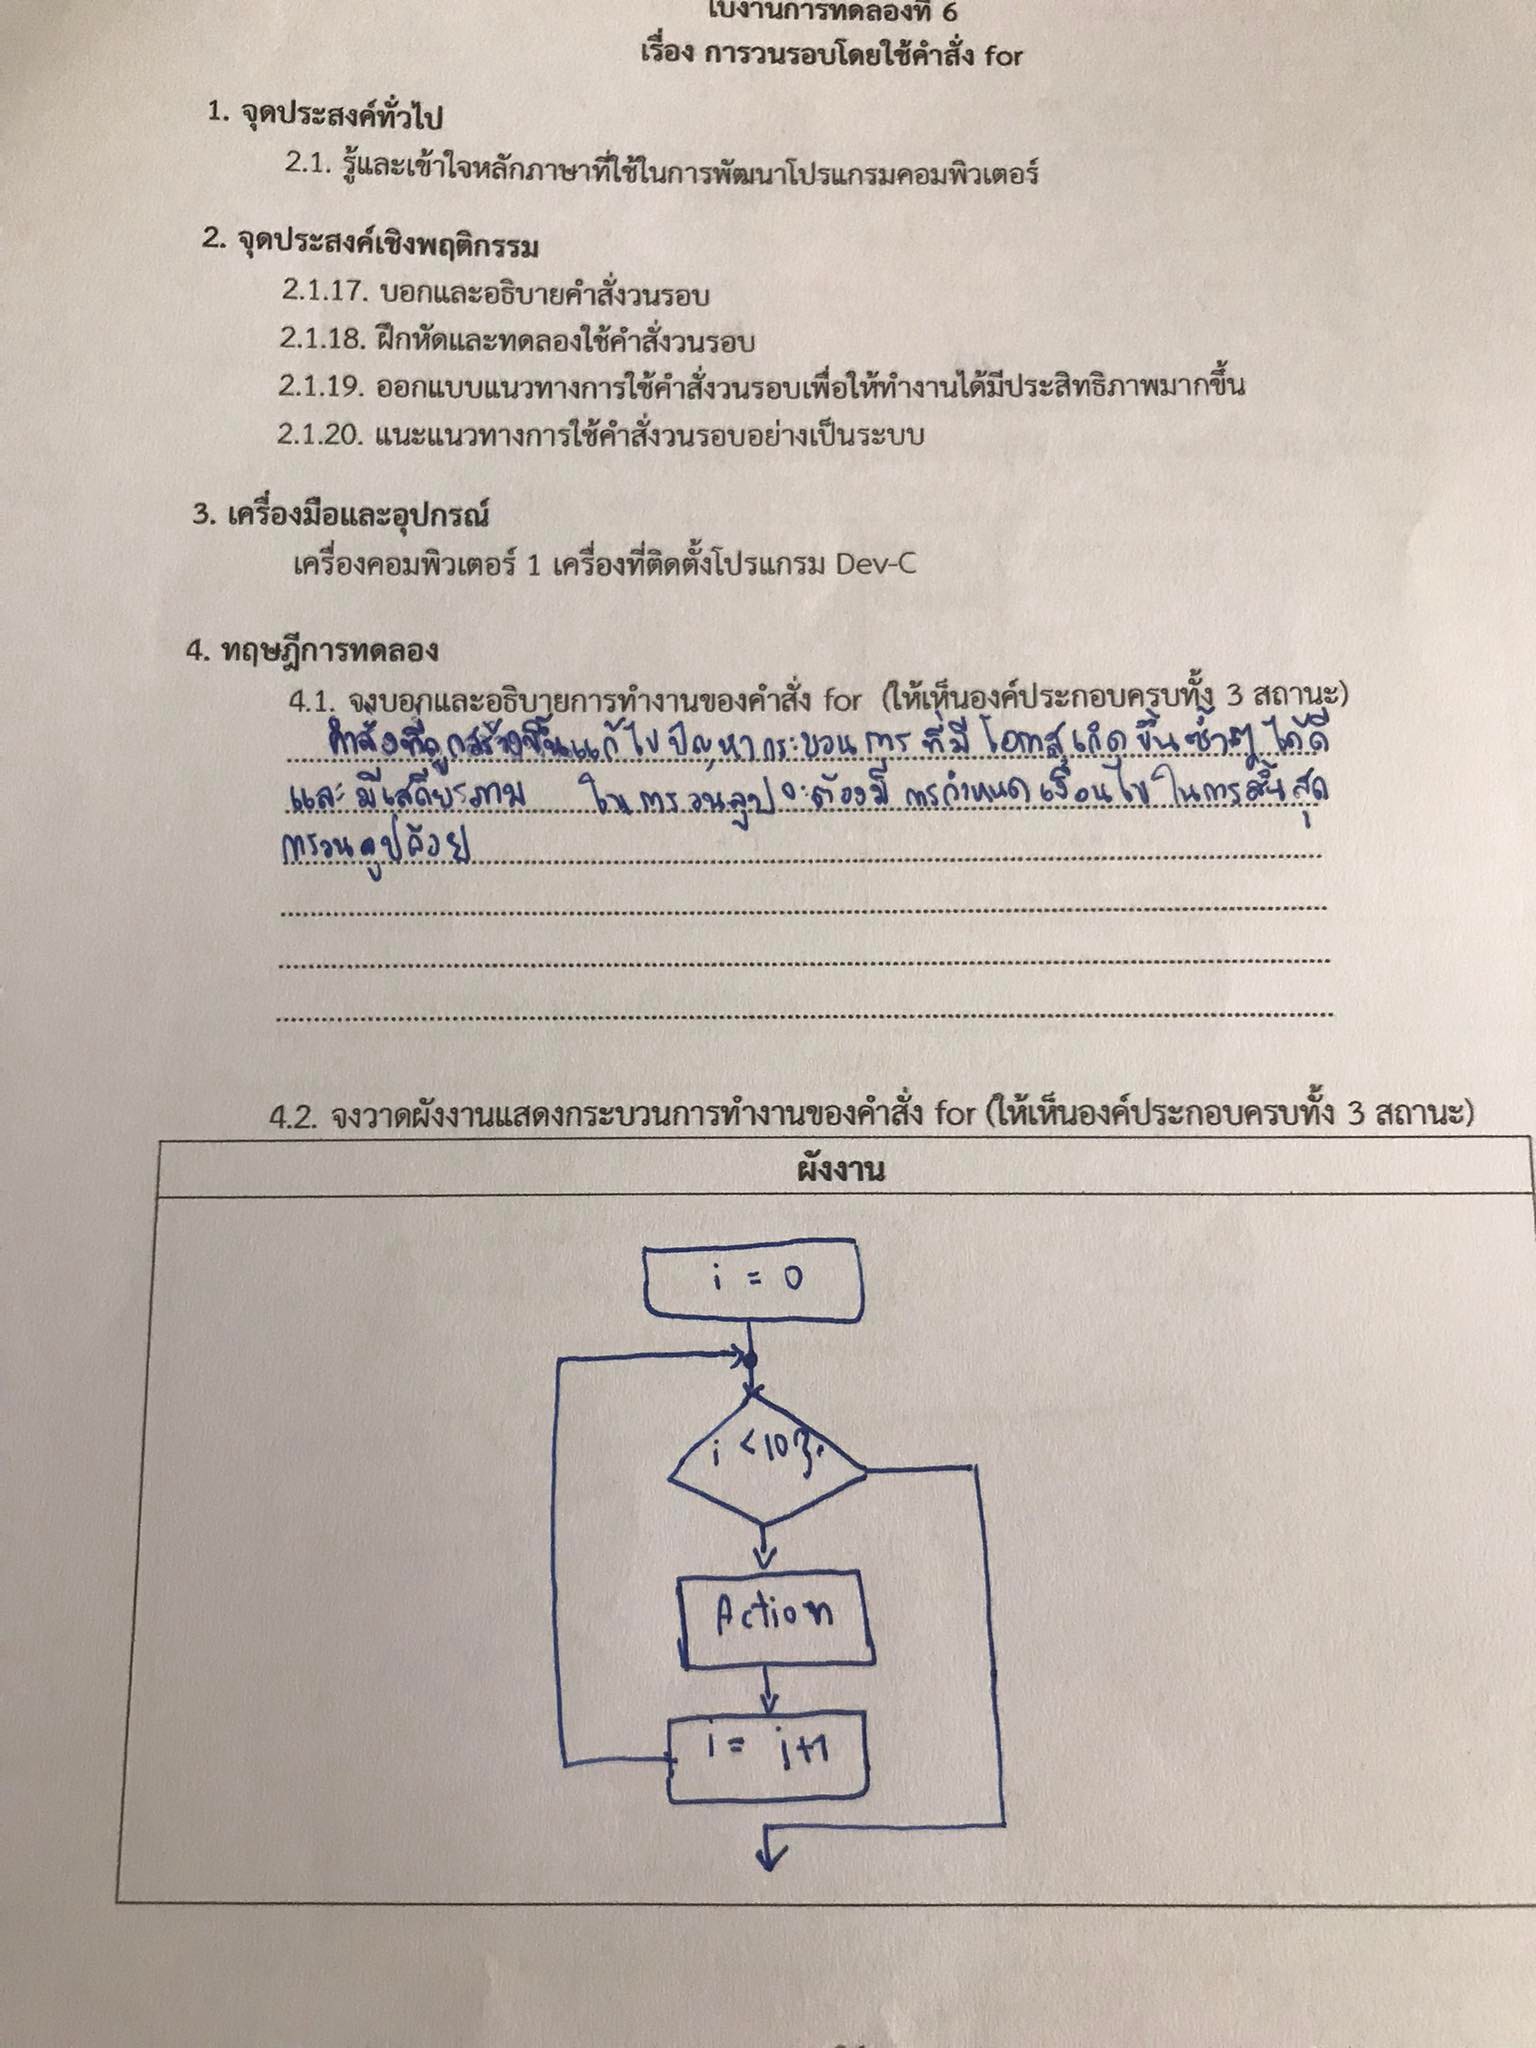 ใบงานการทดลองที่ 6
เรื่อง การวนรอบโดยใช้คำสั่ง for
1. จุดประสงค์ทั่วไป
2.1. รู้และเข้าใจหลักภาษาที่ใช้ในการพัฒนาโปรแกรมคอมพิวเตอร์
2. จุดประสงค์เชิงพฤติกรรม
2.1.17. บอกและอธิบายคำสั่งวนรอบ
2.1.18. ฝึกหัดและทดลองใช้คำสั่งวนรอบ
2.1.19. ออกแบบแนวทางการใช้คำสั่งวนรอบเพื่อให้ทำงานได้มีประสิทธิภาพมากขึ้น
2.1.20. แนะแนวทางการใช้คำสั่งวนรอบอย่างเป็นระบบ
3. เครื่องมือและอุปกรณ์
เครื่องคอมพิวเตอร์ 1 เครื่องที่ติดตั้งโปรแกรม Dev-C
4. ทฤษฎีการทดลอง
4.1. จงบอกและอธิบายการทำงานของคำสั่ง for (ให้เห็นองค์ประกอบครบทั้ง 3 สถานะ)
คำสั่งที่ถูกสร้างขึ้นแก้ไขปัญหากระบวนการที่มีโอกาสเกิดขึ้นซ้ำๆ ได้ดี
และมีเสถียรภาพ ในการวนลูปจะต้องมีการกำหนดเงื่อนไขในการสิ้นสุด
การวนลูปด้วย
4.2. จงวาดผังงานแสดงกระบวนการทำงานของคำสั่ง for (ให้เห็นองค์ประกอบครบทั้ง 3 สถานะ)
ผังงาน
i = 0
i < 10
Action
i = i+1